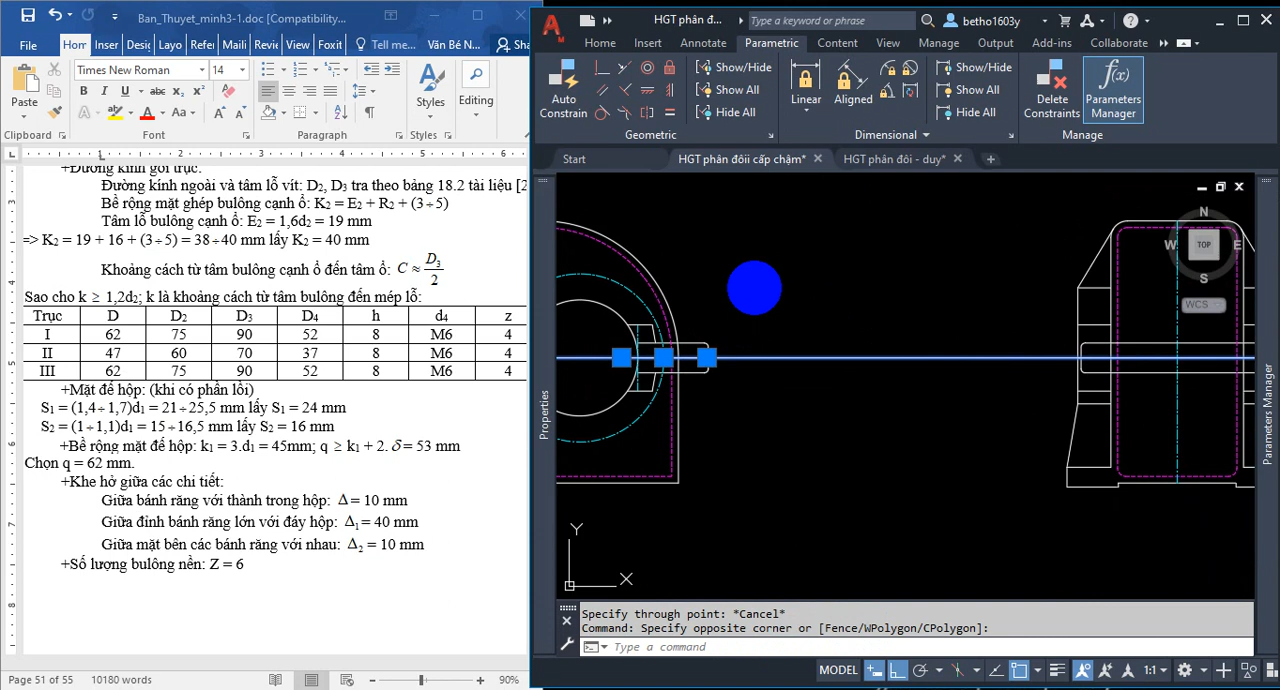 Ban_Thuyet_minh3-1.doc [Compatibility
File Hom Inser Desig Layo Refer Maili Revie View Foxit Tell me... Văn Bé N... Sha
Times New Roman 14
Paste
Styles
Editing
Clipboard Font Paragraph Styles
+Đường kính gối trục:
Đường kính ngoài và tâm lỗ vít: D2, D3 tra theo bảng 18.2 tài liệu [2
Bề rộng mặt ghép bulông cạnh ổ: K2 = E2 + R2 + (3÷5)
Tâm lỗ bulông cạnh ổ: E2 = 1,6d2 = 19 mm
=> K2 = 19 + 16 + (3÷5) = 38÷40 mm lấy K2 = 40 mm
Khoảng cách từ tâm bulông cạnh ổ đến tâm ổ: C ≈ D3/2
Sao cho k ≥ 1,2d2; k là khoảng cách từ tâm bulông đến mép lỗ:
Trục D D2 D3 D4 h d4 z
I 62 75 90 52 8 M6 4
II 47 60 70 37 8 M6 4
III 62 75 90 52 8 M6 4
+Mặt đế hộp: (khi có phần lồi)
S1 = (1,4÷1,7)d1 = 21÷25,5 mm lấy S1 = 24 mm
S2 = (1÷1,1)d1 = 15÷16,5 mm lấy S2 = 16 mm
+Bề rộng mặt đế hộp: k1 = 3.d1 = 45mm; q ≥ k1 + 2. δ = 53 mm
Chọn q = 62 mm.
+Khe hở giữa các chi tiết:
Giữa bánh răng với thành trong hộp: Δ = 10 mm
Giữa đỉnh bánh răng lớn với đáy hộp: Δ1 = 40 mm
Giữa mặt bên các bánh răng với nhau: Δ2 = 10 mm
+Số lượng bulông nền: Z = 6
Page 51 of 55 10180 words 90%
HGT phân đ... Type a keyword or phrase betho1603y
Home Insert Annotate Parametric Content View Manage Output Add-ins Collaborate
Auto
Constrain
Show/Hide
Show All
Hide All
Linear
Aligned
Show/Hide
Show All
Hide All
Delete
Constraints
f(x)
Parameters
Manager
Geometric Dimensional Manage
Start HGT phân đôii cấp chậm* HGT phân đôi - duy*
N
W TOP E
S
WCS
Properties
Parameters Manager
Y
X
Specify through point: *Cancel*
Command: Specify opposite corner or [Fence/WPolygon/CPolygon]:
Type a command
MODEL 1:1